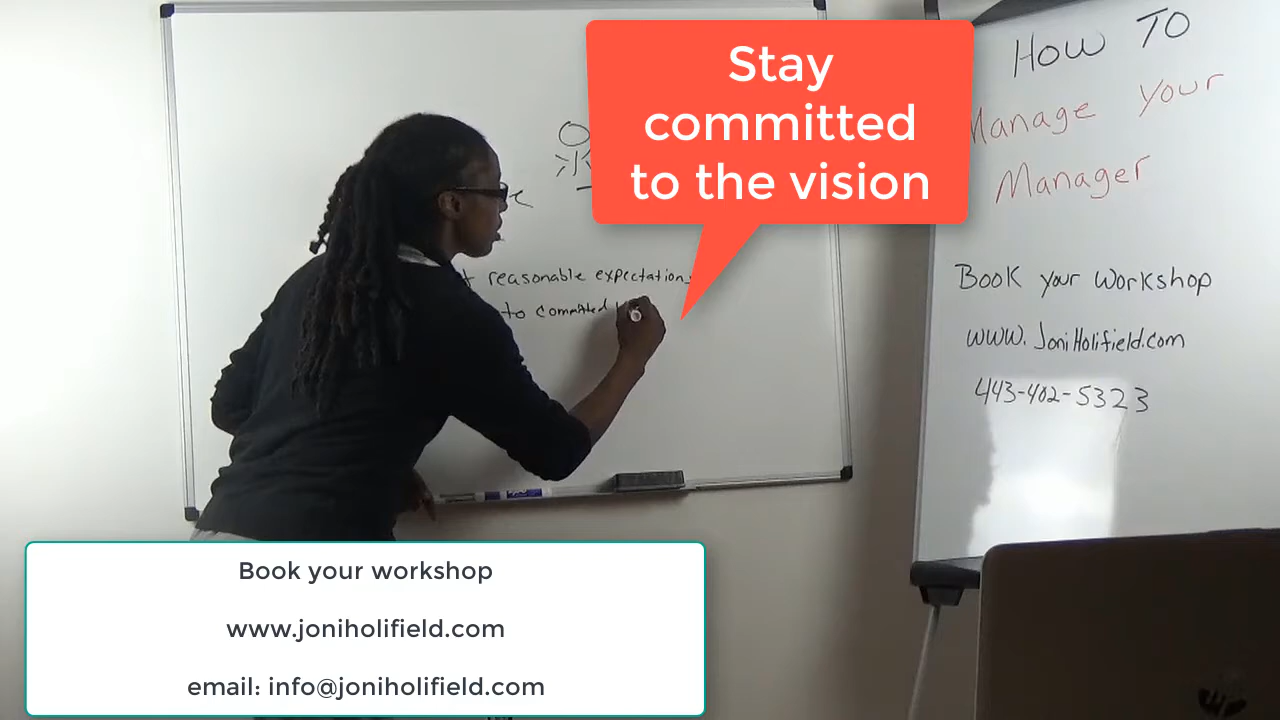 Stay
committed
to the vision
t reasonable expectations
to committed
How To
Manage Your
Manager
Book your workshop
www.JoniHolifield.com
443-402-5323
Book your workshop
www.joniholifield.com
email: info@joniholifield.com